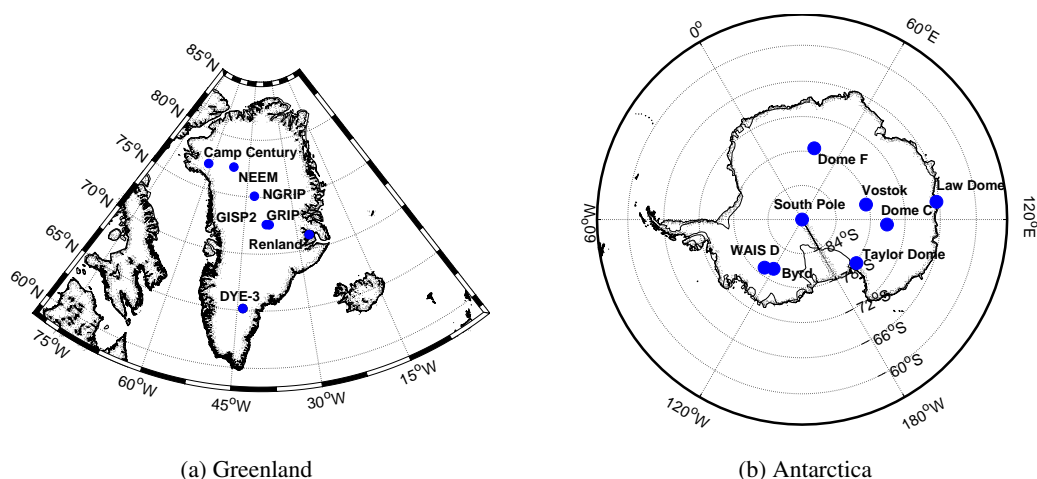 85°N
80°N
75°N
70°N
65°N
60°N
75°W
60°W
45°W
30°W
15°W
Camp Century
NEEM
NGRIP
GISP2
GRIP
Renland
DYE-3
(a) Greenland
0°
60°E
120°E
180°W
120°W
60°W
84°S
78°S
72°S
66°S
60°S
Dome F
Vostok
Law Dome
South Pole
Dome C
WAIS D
Byrd
Taylor Dome
(b) Antarctica